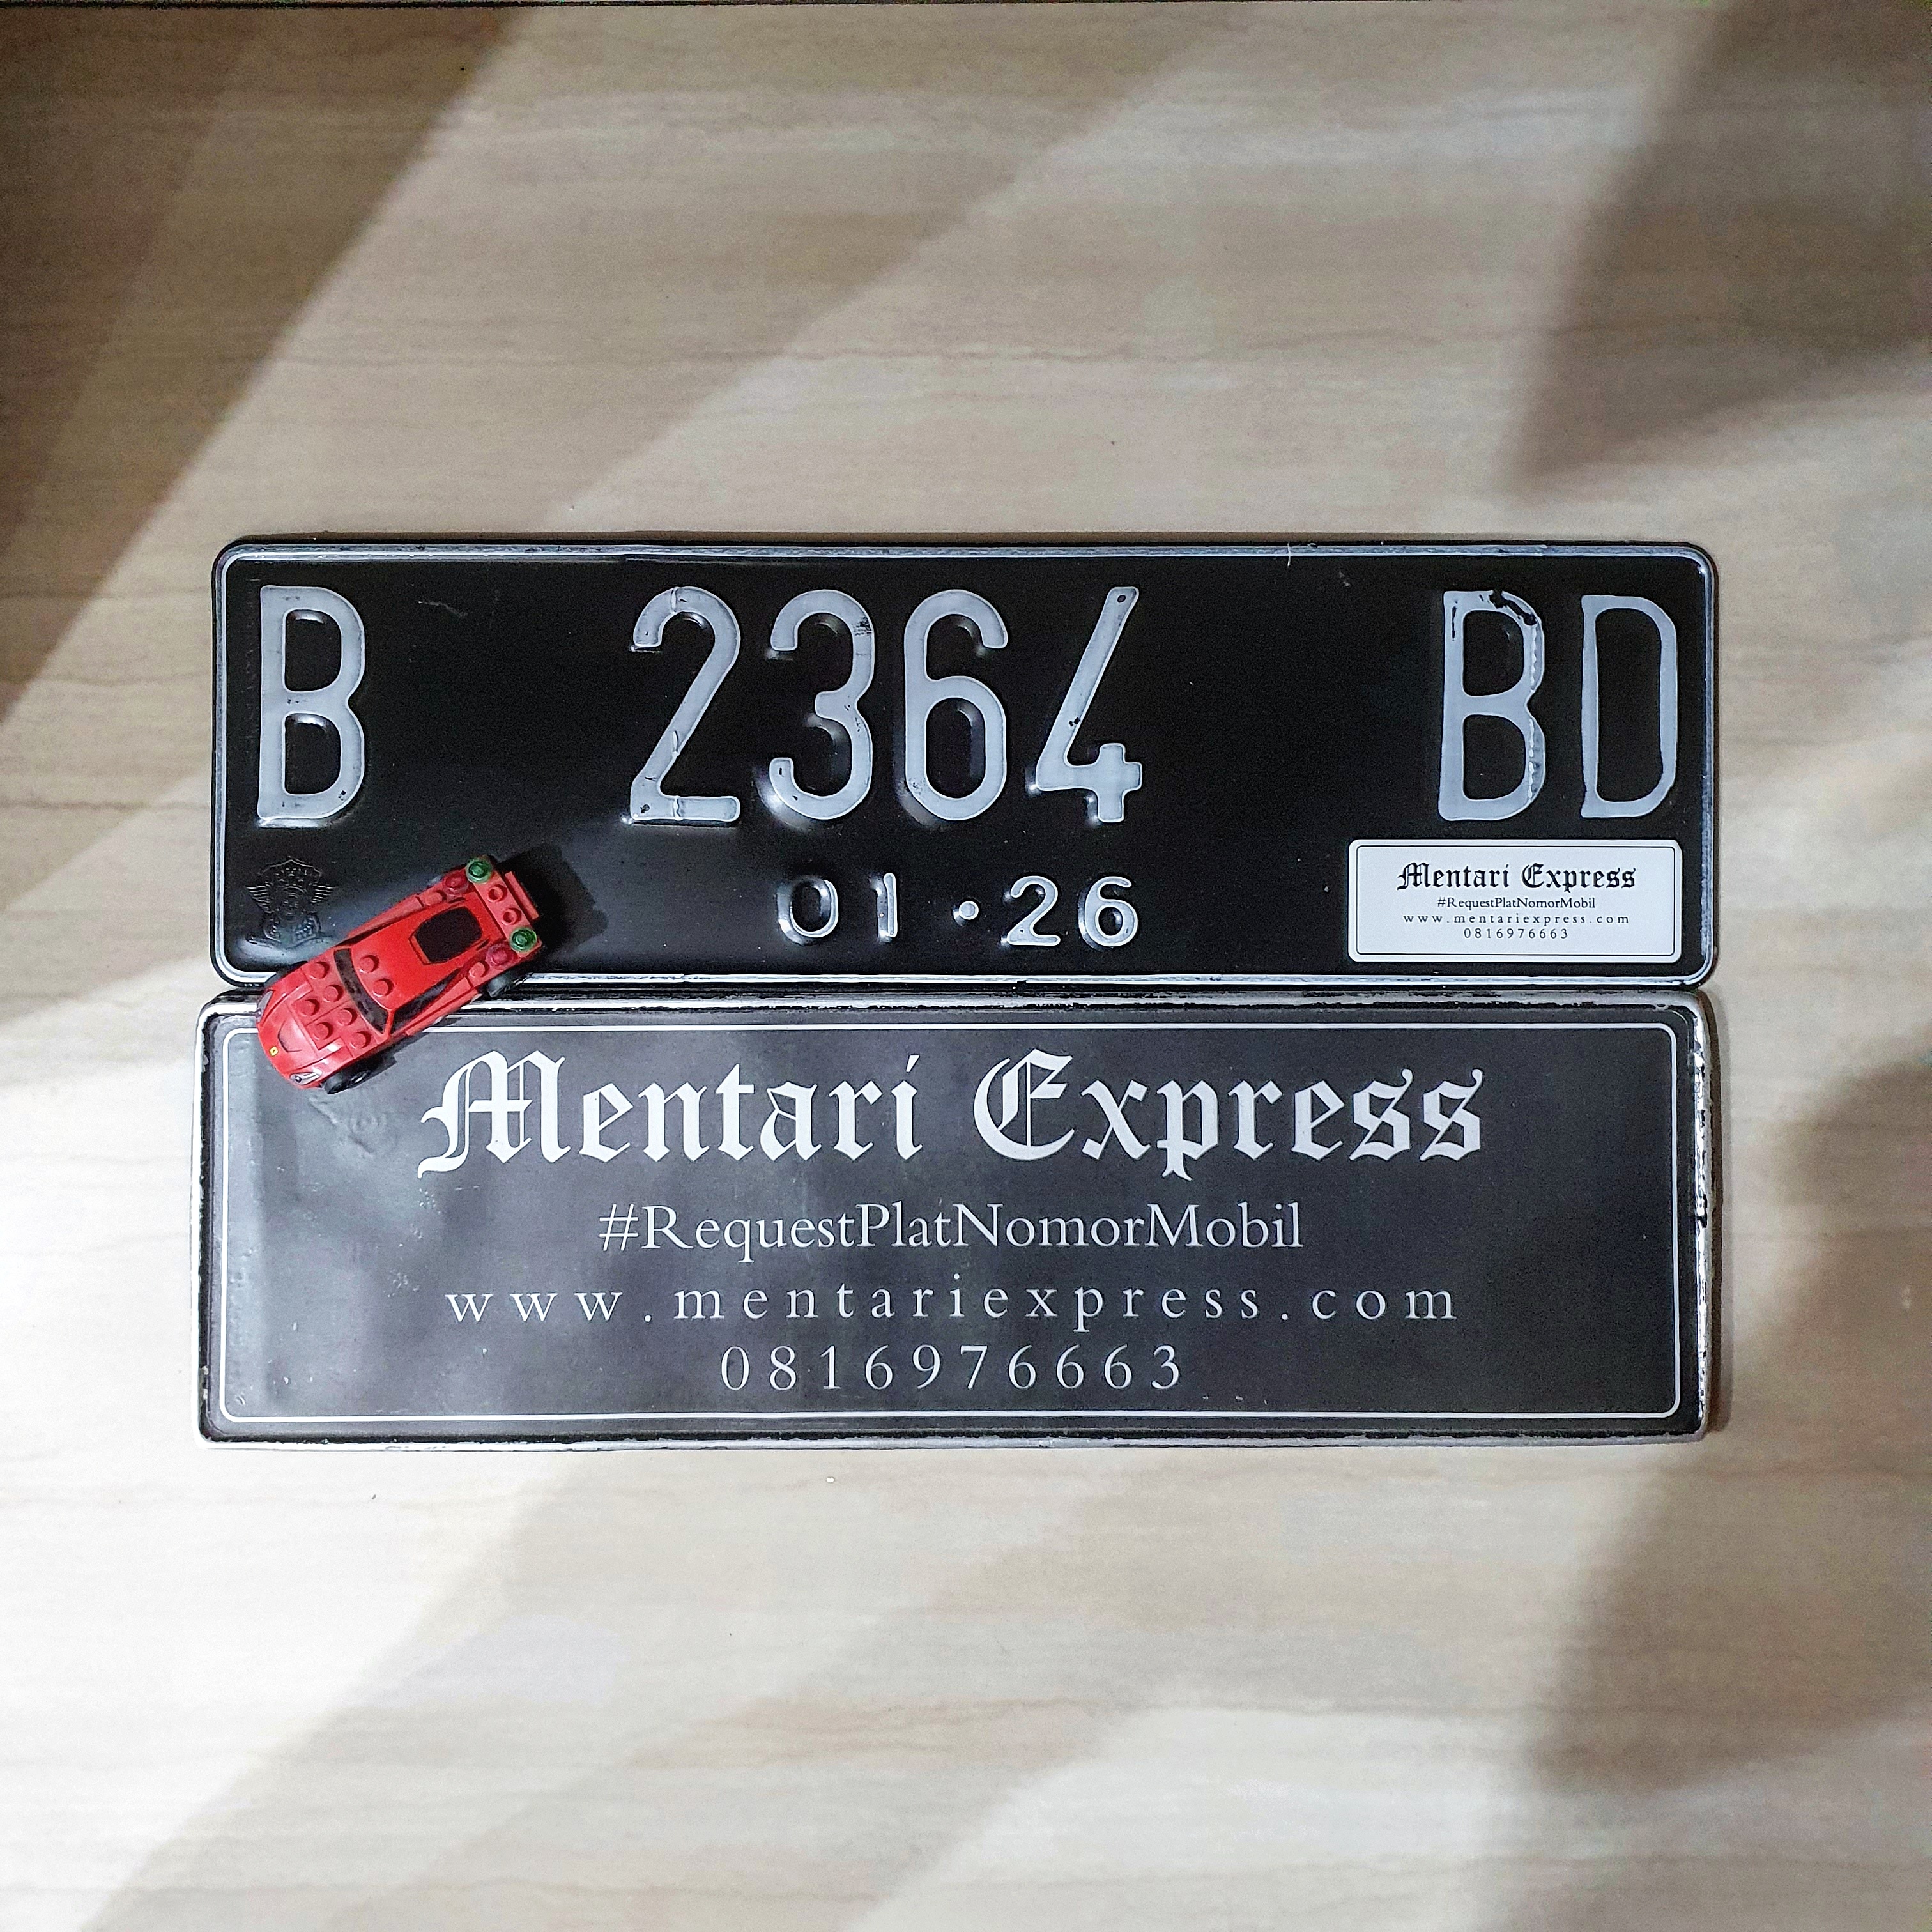 B 2364 BD
01 · 26
Mentari Express
#RequestPlatNomorMobil
www.mentariexpress.com
0816976663
Mentari Express
#RequestPlatNomorMobil
www.mentariexpress.com
0816976663